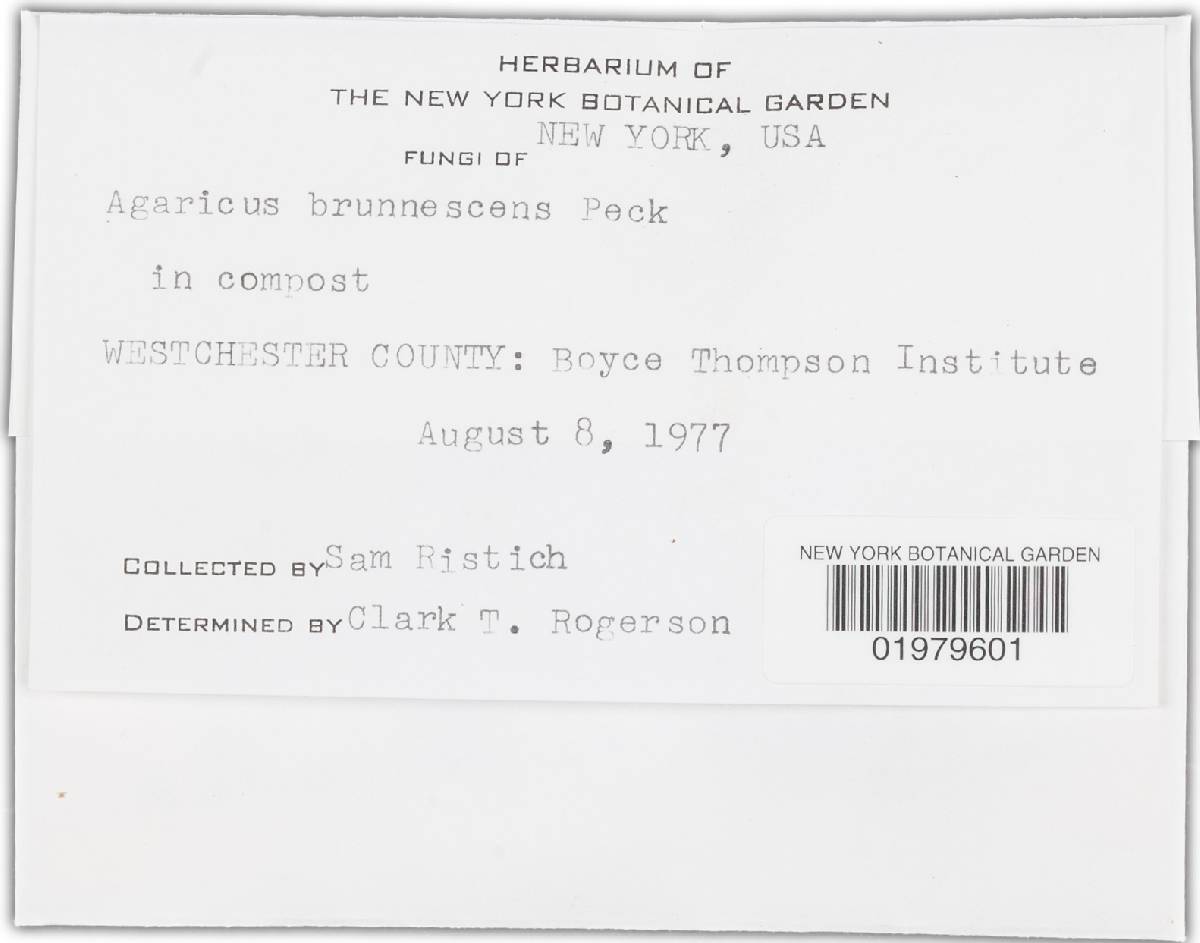 HERBARIUM OF
THE NEW YORK BOTANICAL GARDEN
FUNGI OF NEW YORK, USA
Agaricus brunnescens Peck
in compost
WESTCHESTER COUNTY: Boyce Thompson Institute
August 8, 1977
COLLECTED BY Sam Ristich
DETERMINED BY Clark T. Rogerson
NEW YORK BOTANICAL GARDEN
01979601